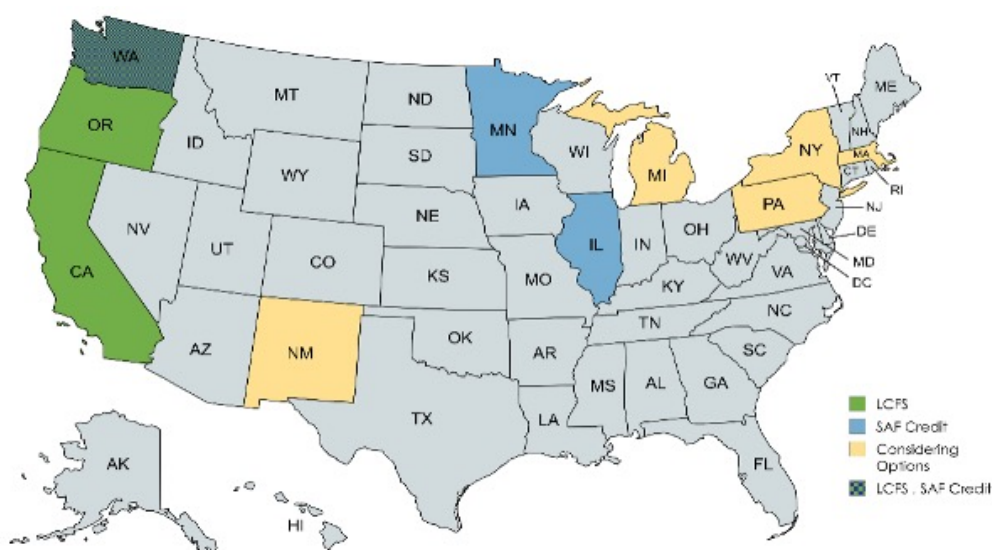 WA
MT
ND
MN
VT
ME
OR
ID
SD
WI
NH
NY
MA
WY
MI
CT
RI
IA
PA
NJ
NV
NE
OH
DE
UT
IL
IN
MD
CA
CO
WV
DC
KS
MO
VA
KY
NC
TN
AZ
NM
OK
AR
SC
MS
AL
GA
TX
LA
FL
AK
HI
LCFS
SAF Credit
Considering
Options
LCFS , SAF Credit